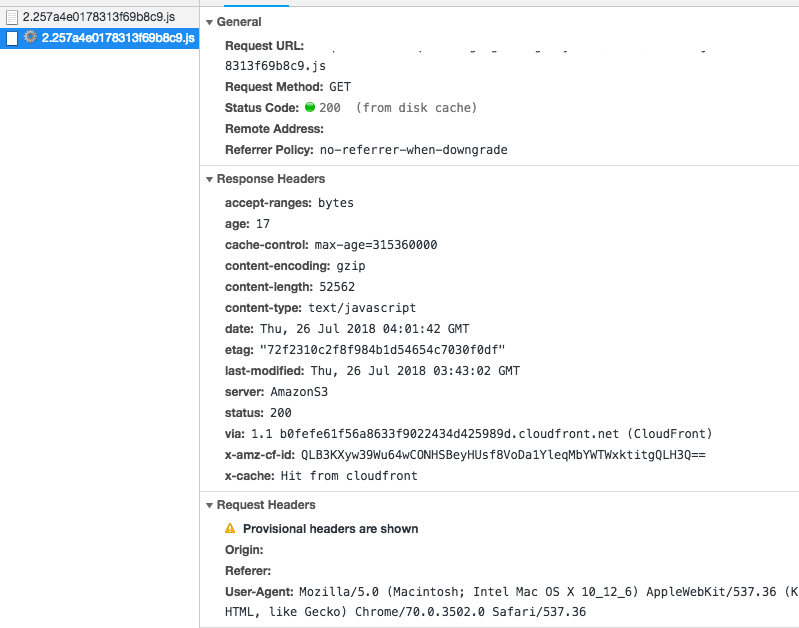 2.257a4e0178313f69b8c9.js
2.257a4e0178313f69b8c9.js
General
Request URL:
8313f69b8c9.js
Request Method: GET
Status Code: 200 (from disk cache)
Remote Address:
Referrer Policy: no-referrer-when-downgrade
Response Headers
accept-ranges: bytes
age: 17
cache-control: max-age=315360000
content-encoding: gzip
content-length: 52562
content-type: text/javascript
date: Thu, 26 Jul 2018 04:01:42 GMT
etag: "72f2310c2f8f984b1d54654c7030f0df"
last-modified: Thu, 26 Jul 2018 03:43:02 GMT
server: AmazonS3
status: 200
via: 1.1 b0fefe61f56a8633f9022434d425989d.cloudfront.net (CloudFront)
x-amz-cf-id: QLB3KXyw39Wu64wCONHSBeyHUsf8VoDa1YleqMbYWTWxktitgQLH3Q==
x-cache: Hit from cloudfront
Request Headers
Provisional headers are shown
Origin:
Referer:
User-Agent: Mozilla/5.0 (Macintosh; Intel Mac OS X 10_12_6) AppleWebKit/537.36 (K
HTML, like Gecko) Chrome/70.0.3502.0 Safari/537.36